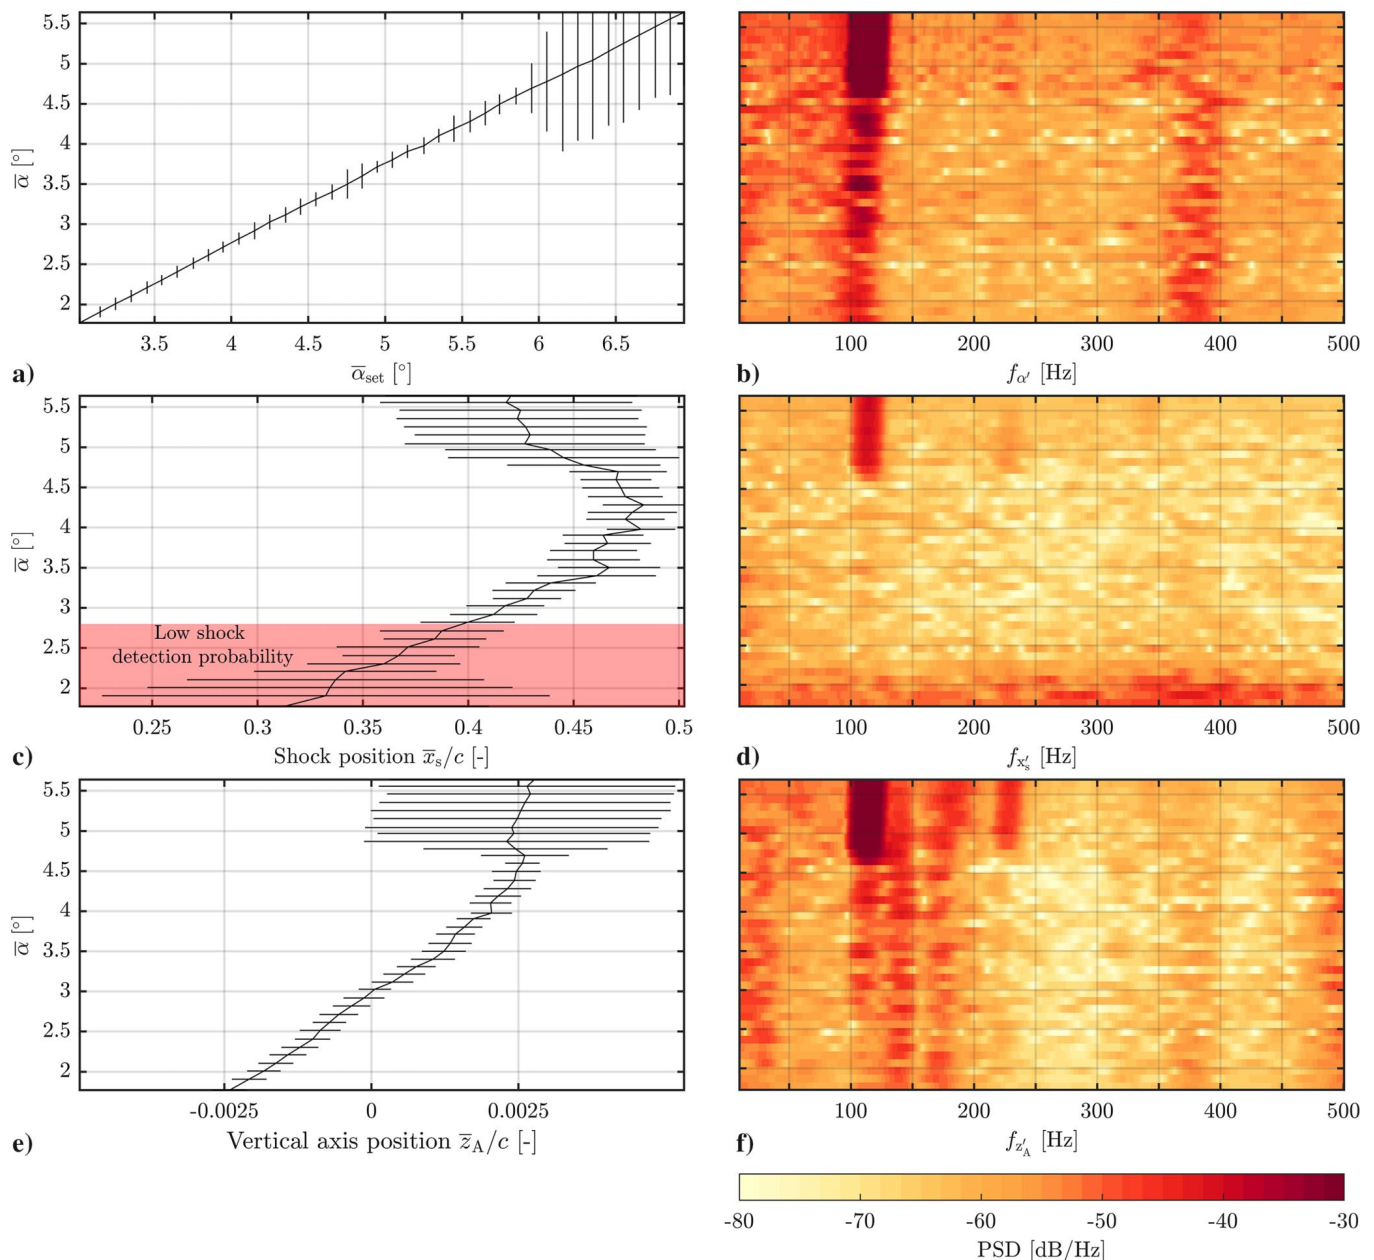 5.5
5
4.5
4
3.5
3
2.5
2
α̅ [°]
3.5 4 4.5 5 5.5 6 6.5
a) α̅set [°]
100 200 300 400 500
b) fα′ [Hz]
5.5
5
4.5
4
3.5
3
2.5
2
α̅ [°]
Low shock
detection probability
0.25 0.3 0.35 0.4 0.45 0.5
c) Shock position x̅s/c [-]
100 200 300 400 500
d) fx′s [Hz]
5.5
5
4.5
4
3.5
3
2.5
2
α̅ [°]
-0.0025 0 0.0025
e) Vertical axis position z̅A/c [-]
100 200 300 400 500
f) fz′A [Hz]
-80 -70 -60 -50 -40 -30
PSD [dB/Hz]